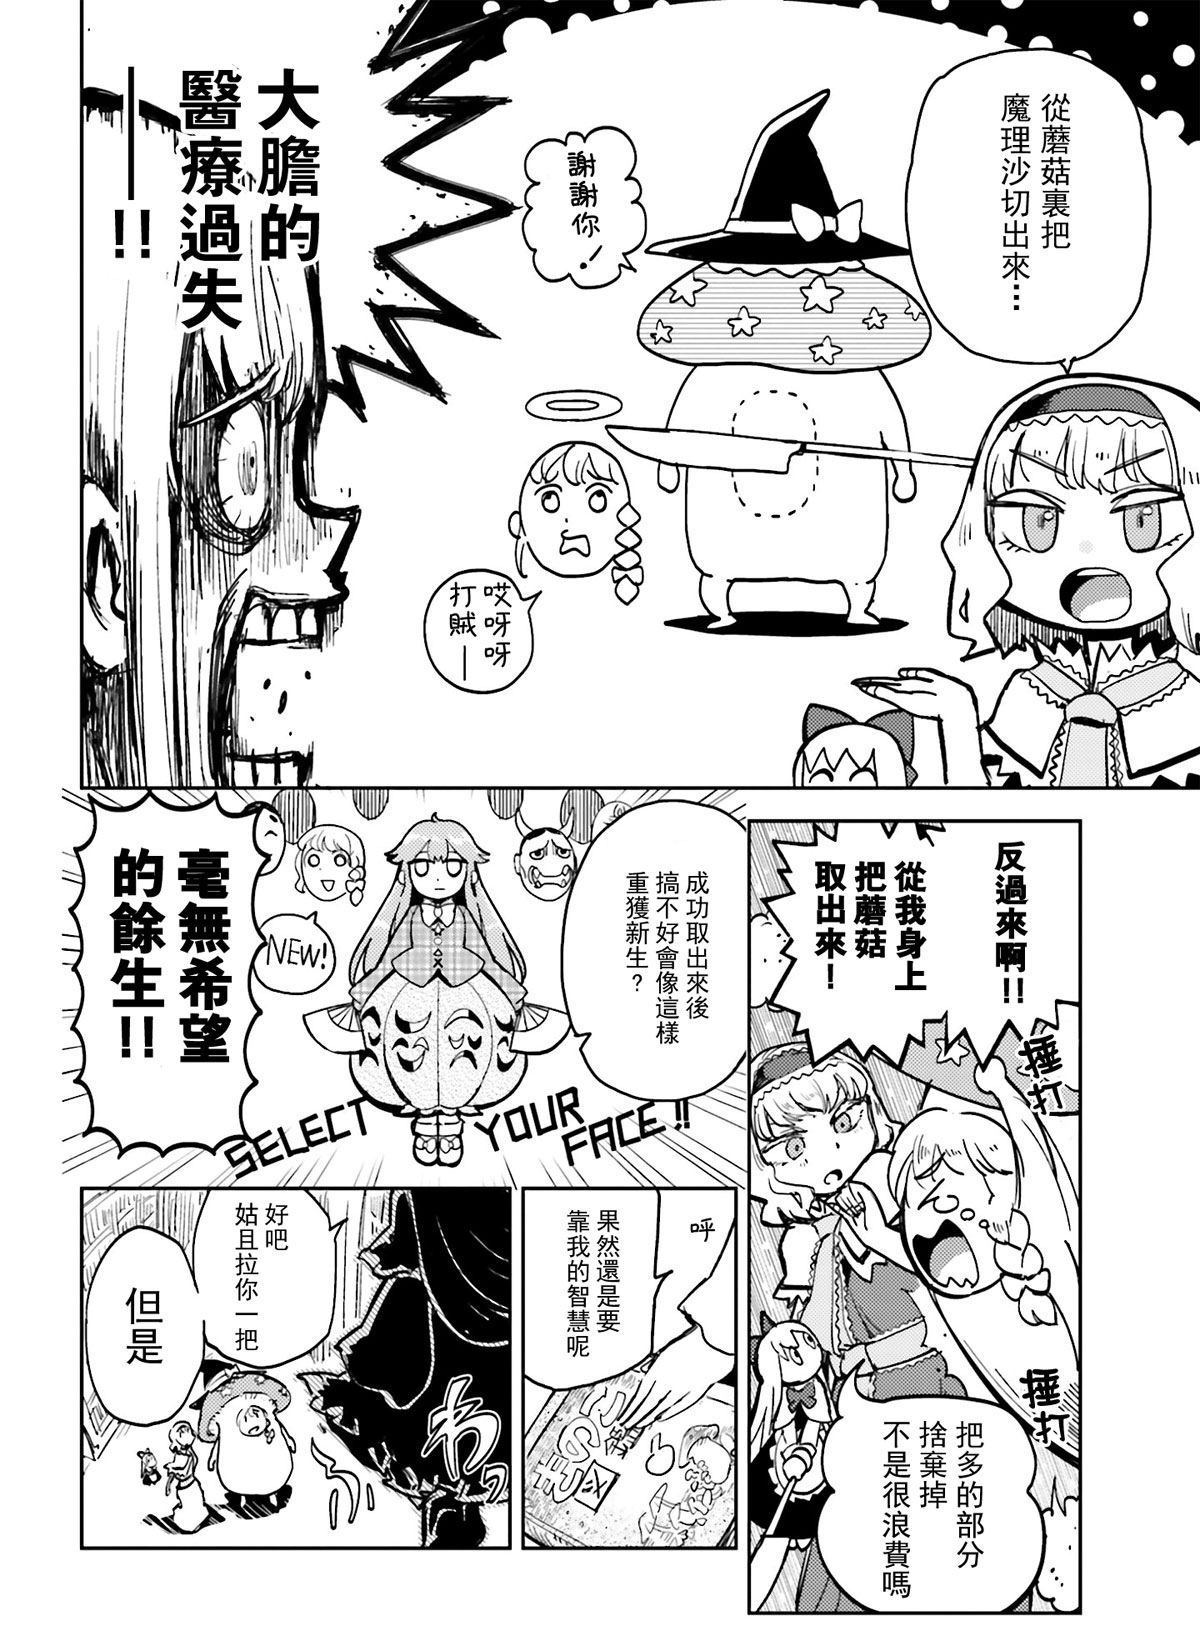 從蘑菇裏把
魔理沙切出來…
謝謝你！
哎呀呀
打賊—
大膽的
醫療過失
—!!
反過來啊!!
從我身上
把蘑菇
取出來！
捶打
捶打
把多的部分
捨棄掉
不是很浪費嗎
成功取出來後
搞不好會像這樣
重獲新生？
NEW!
SELECT YOUR FACE!!
毫無希望
的餘生!!
呼
果然還是要
靠我的智慧呢
好吧
姑且拉你一把
但是